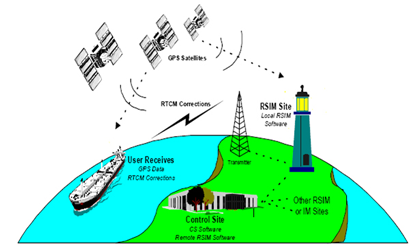 GPS Satellites
RTCM Corrections
RSIM Site
Local RSIM
Software
User Receives
GPS Data
RTCM Corrections
Transmitter
Control Site
CS Software
Remote RSIM Software
Other RSIM
or IM Sites